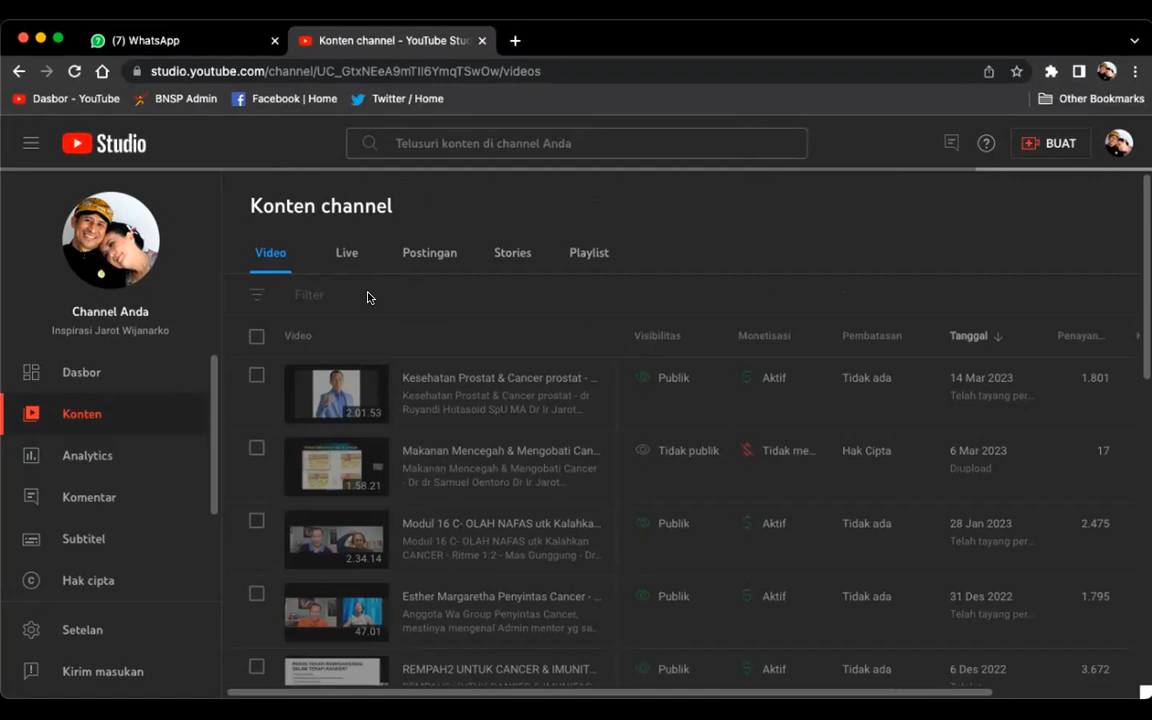 (7) WhatsApp
Konten channel - YouTube Stu
studio.youtube.com/channel/UC_GtxNEeA9mTII6YmqTSwOw/videos
Dasbor - YouTube
BNSP Admin
Facebook | Home
Twitter / Home
Other Bookmarks
Studio
Telusuri konten di channel Anda
BUAT
Channel Anda
Inspirasi Jarot Wijanarko
Dasbor
Konten
Analytics
Komentar
Subtitel
Hak cipta
Setelan
Kirim masukan
Konten channel
Video
Live
Postingan
Stories
Playlist
Filter
Video
Visibilitas
Monetisasi
Pembatasan
Tanggal
Penayan...
2.01.53
Kesehatan Prostat & Cancer prostat - ...
Kesehatan Prostat & Cancer prostat - dr
Ruyandi Hutasoid SpU MA Dr Ir Jarot...
Publik
Aktif
Tidak ada
14 Mar 2023
Telah tayang per...
1.801
1.58.21
Makanan Mencegah & Mengobati Can...
Makanan Mencegah & Mengobati Cancer
- Dr dr Samuel Oentoro Dr Ir Jarot...
Tidak publik
Tidak me...
Hak Cipta
6 Mar 2023
Diupload
17
2.34.14
Modul 16 C- OLAH NAFAS utk Kalahka...
Modul 16 C- OLAH NAFAS utk Kalahkan
CANCER - Ritme 1:2 - Mas Gunggung - Dr...
Publik
Aktif
Tidak ada
28 Jan 2023
Telah tayang per...
2.475
47.01
Esther Margaretha Penyintas Cancer - ...
Anggota Wa Group Penyintas Cancer,
mestinya mengenal Admin mentor yg sa...
Publik
Aktif
Tidak ada
31 Des 2022
Telah tayang per...
1.795
REMPAH2 UNTUK CANCER & IMUNIT...
Publik
Aktif
Tidak ada
6 Des 2022
3.672